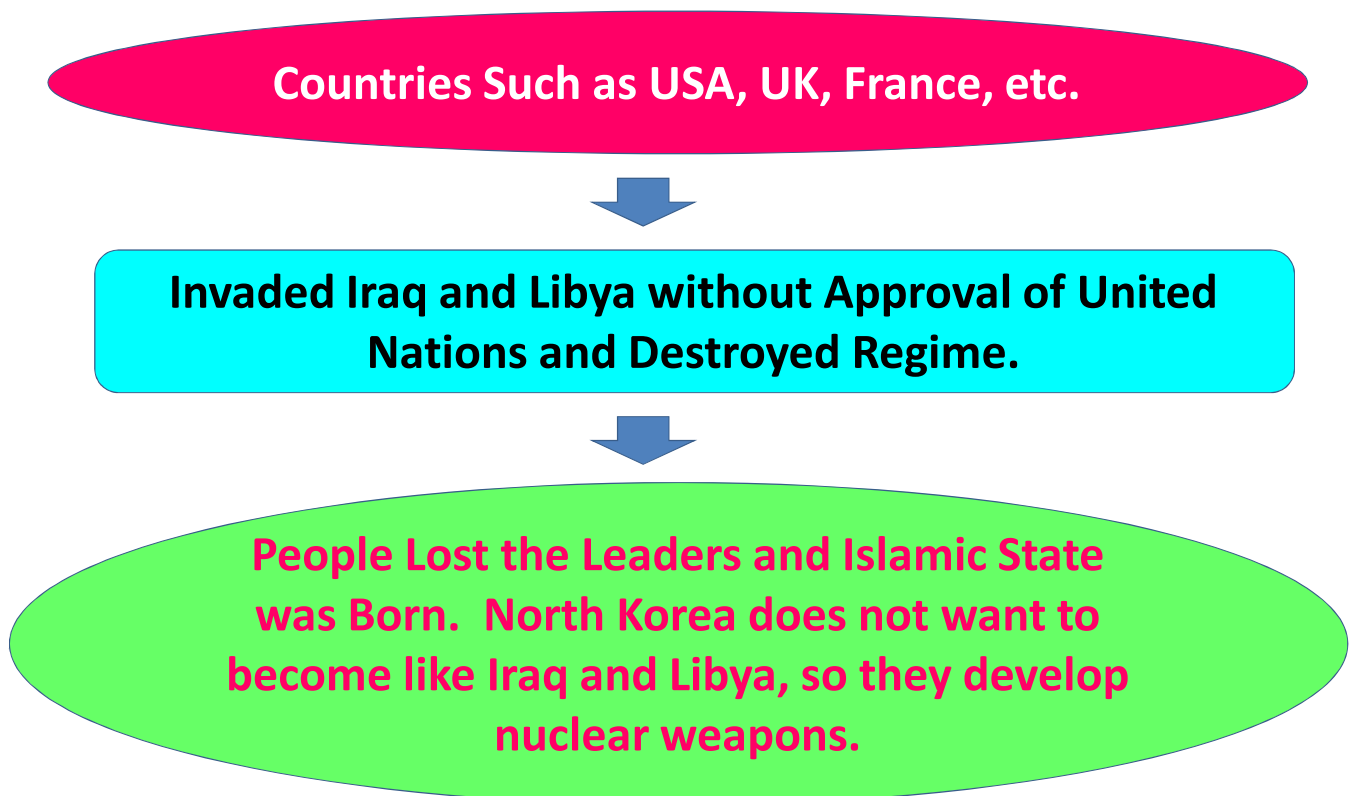 Countries Such as USA, UK, France, etc.
Invaded Iraq and Libya without Approval of United
Nations and Destroyed Regime.
People Lost the Leaders and Islamic State
was Born.  North Korea does not want to
become like Iraq and Libya, so they develop
nuclear weapons.